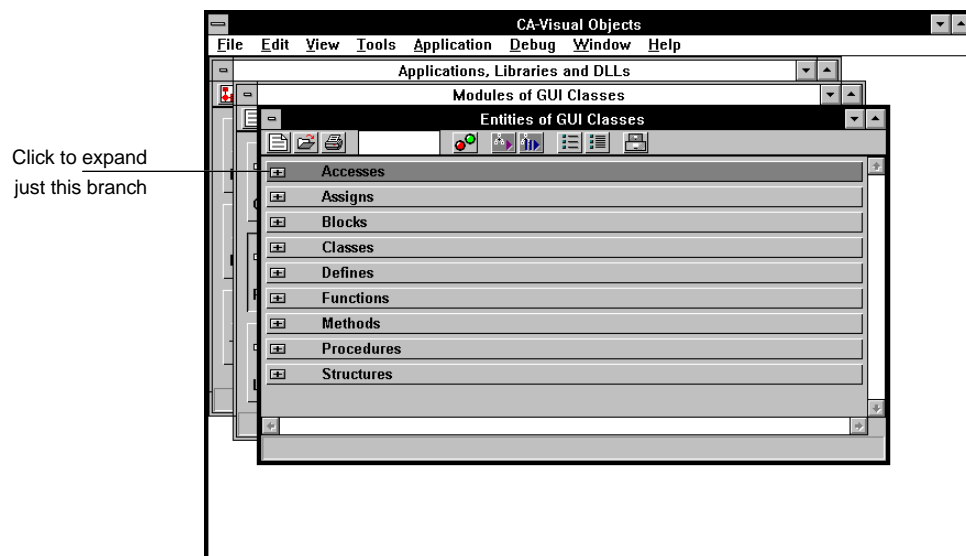 CA-Visual Objects
File Edit View Tools Application Debug Window Help
Applications, Libraries and DLLs
Modules of GUI Classes
Entities of GUI Classes
Click to expand
just this branch
Accesses
Assigns
Blocks
Classes
Defines
Functions
Methods
Procedures
Structures